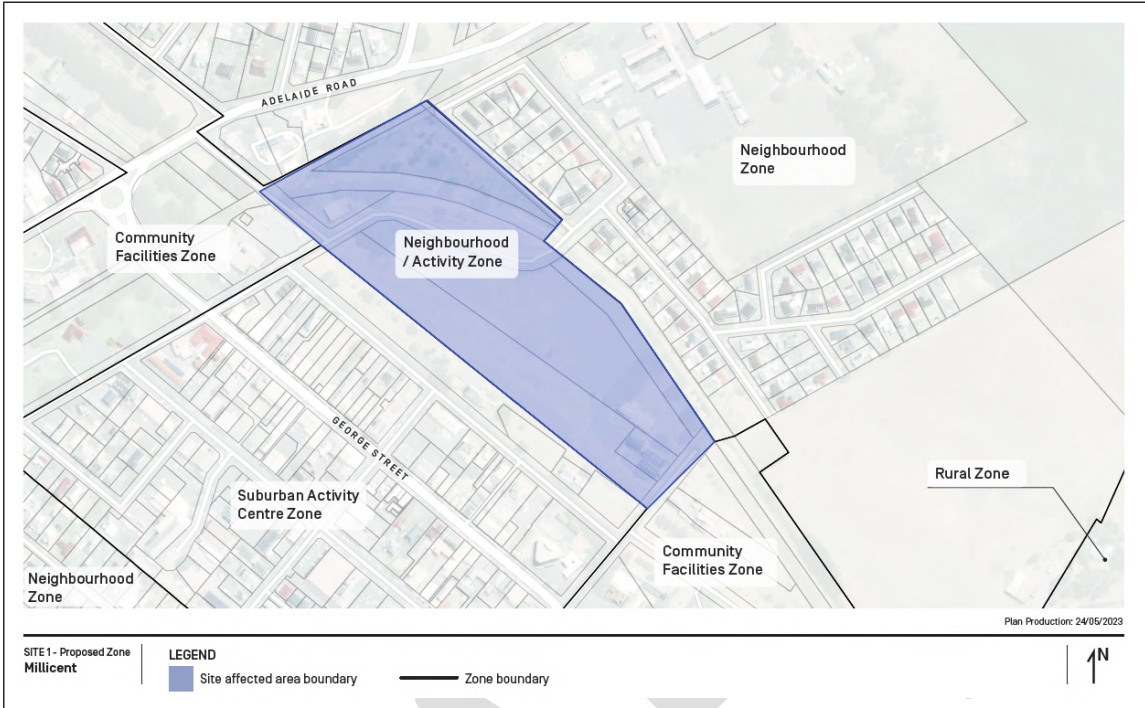 ADELAIDE ROAD
Neighbourhood
Zone
Community
Facilities Zone
Neighbourhood
/ Activity Zone
GEORGE STREET
Rural Zone
Suburban Activity
Centre Zone
Community
Facilities Zone
Neighbourhood
Zone
Plan Production: 24/05/2023
SITE 1 - Proposed Zone
Millicent
LEGEND
Site affected area boundary
Zone boundary
N